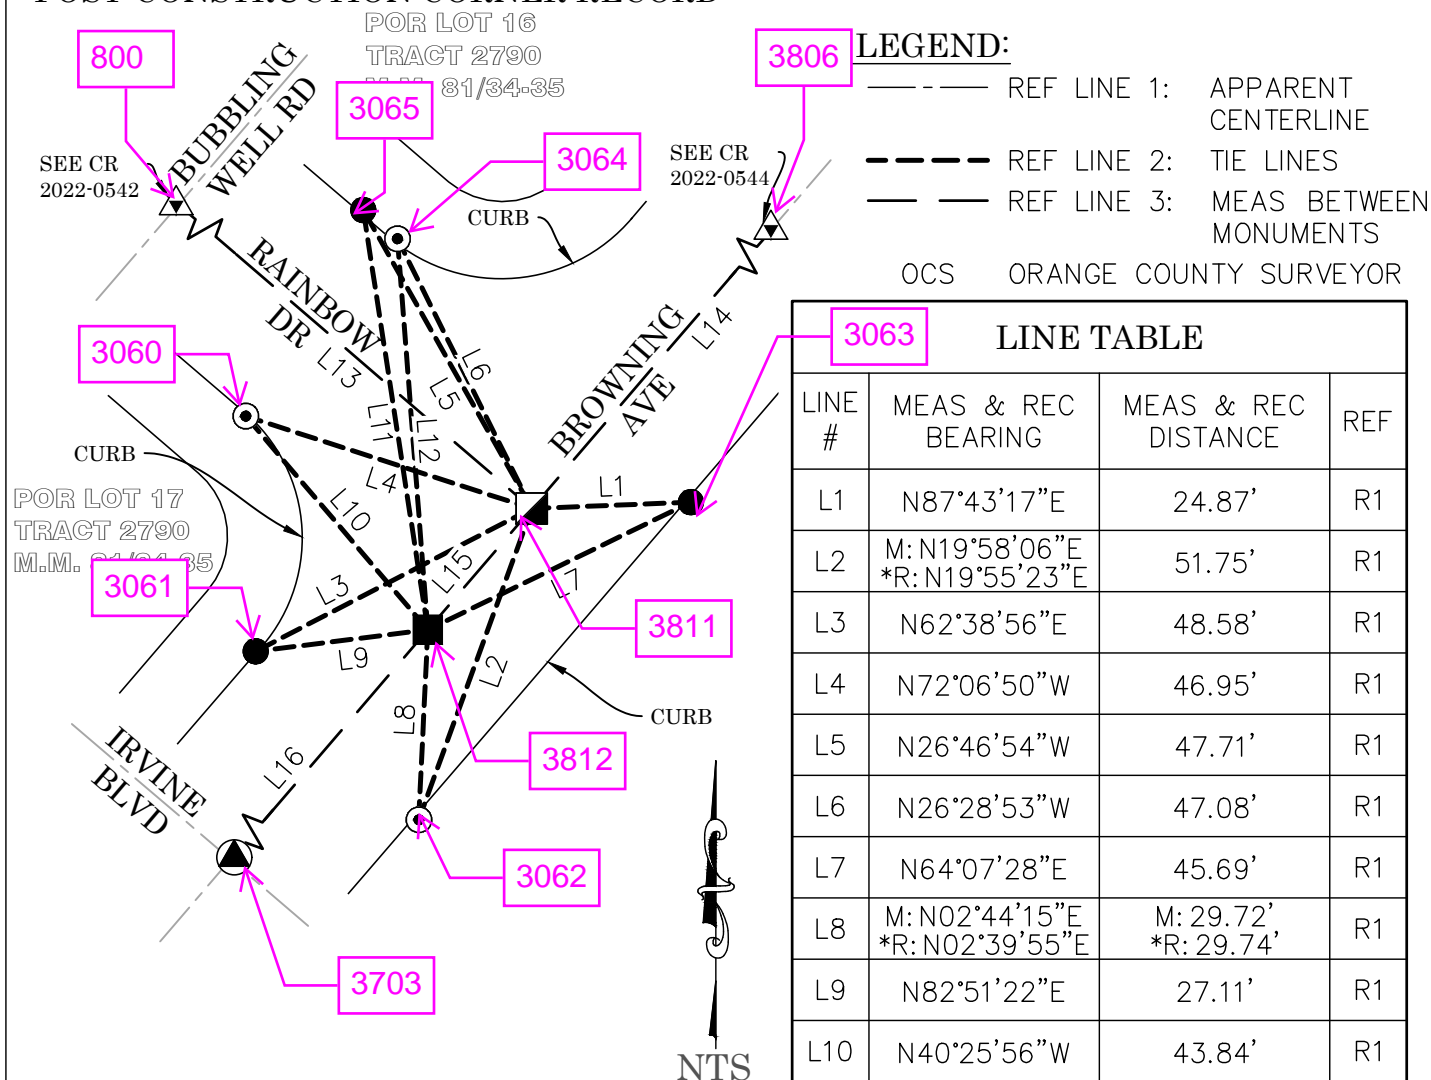 POST CONSTRUCTION CORNER RECORD
POR LOT 16
TRACT 2790
M.M. 81/34-35
800
3065
3064
3806
BUBBLING
WELL RD
SEE CR
2022-0542
SEE CR
2022-0544
CURB
RAINBOW
DR
L13
BROWNING
AVE
L14
3060
3063
L6
L5
L11
L12
CURB
L4
L10
L1
POR LOT 17
TRACT 2790
M.M. 81/34-35
3061
L3
L15
L7
3811
L9
L2
L8
CURB
3812
IRVINE
BLVD
L16
3062
3703
NTS
LEGEND:
REF LINE 1: APPARENT
CENTERLINE
REF LINE 2: TIE LINES
REF LINE 3: MEAS BETWEEN
MONUMENTS
OCS ORANGE COUNTY SURVEYOR
LINE TABLE
LINE # MEAS & REC BEARING MEAS & REC DISTANCE REF
L1 N87°43'17"E 24.87' R1
L2 M: N19°58'06"E *R: N19°55'23"E 51.75' R1
L3 N62°38'56"E 48.58' R1
L4 N72°06'50"W 46.95' R1
L5 N26°46'54"W 47.71' R1
L6 N26°28'53"W 47.08' R1
L7 N64°07'28"E 45.69' R1
L8 M: N02°44'15"E *R: N02°39'55"E M: 29.72' *R: 29.74' R1
L9 N82°51'22"E 27.11' R1
L10 N40°25'56"W 43.84' R1